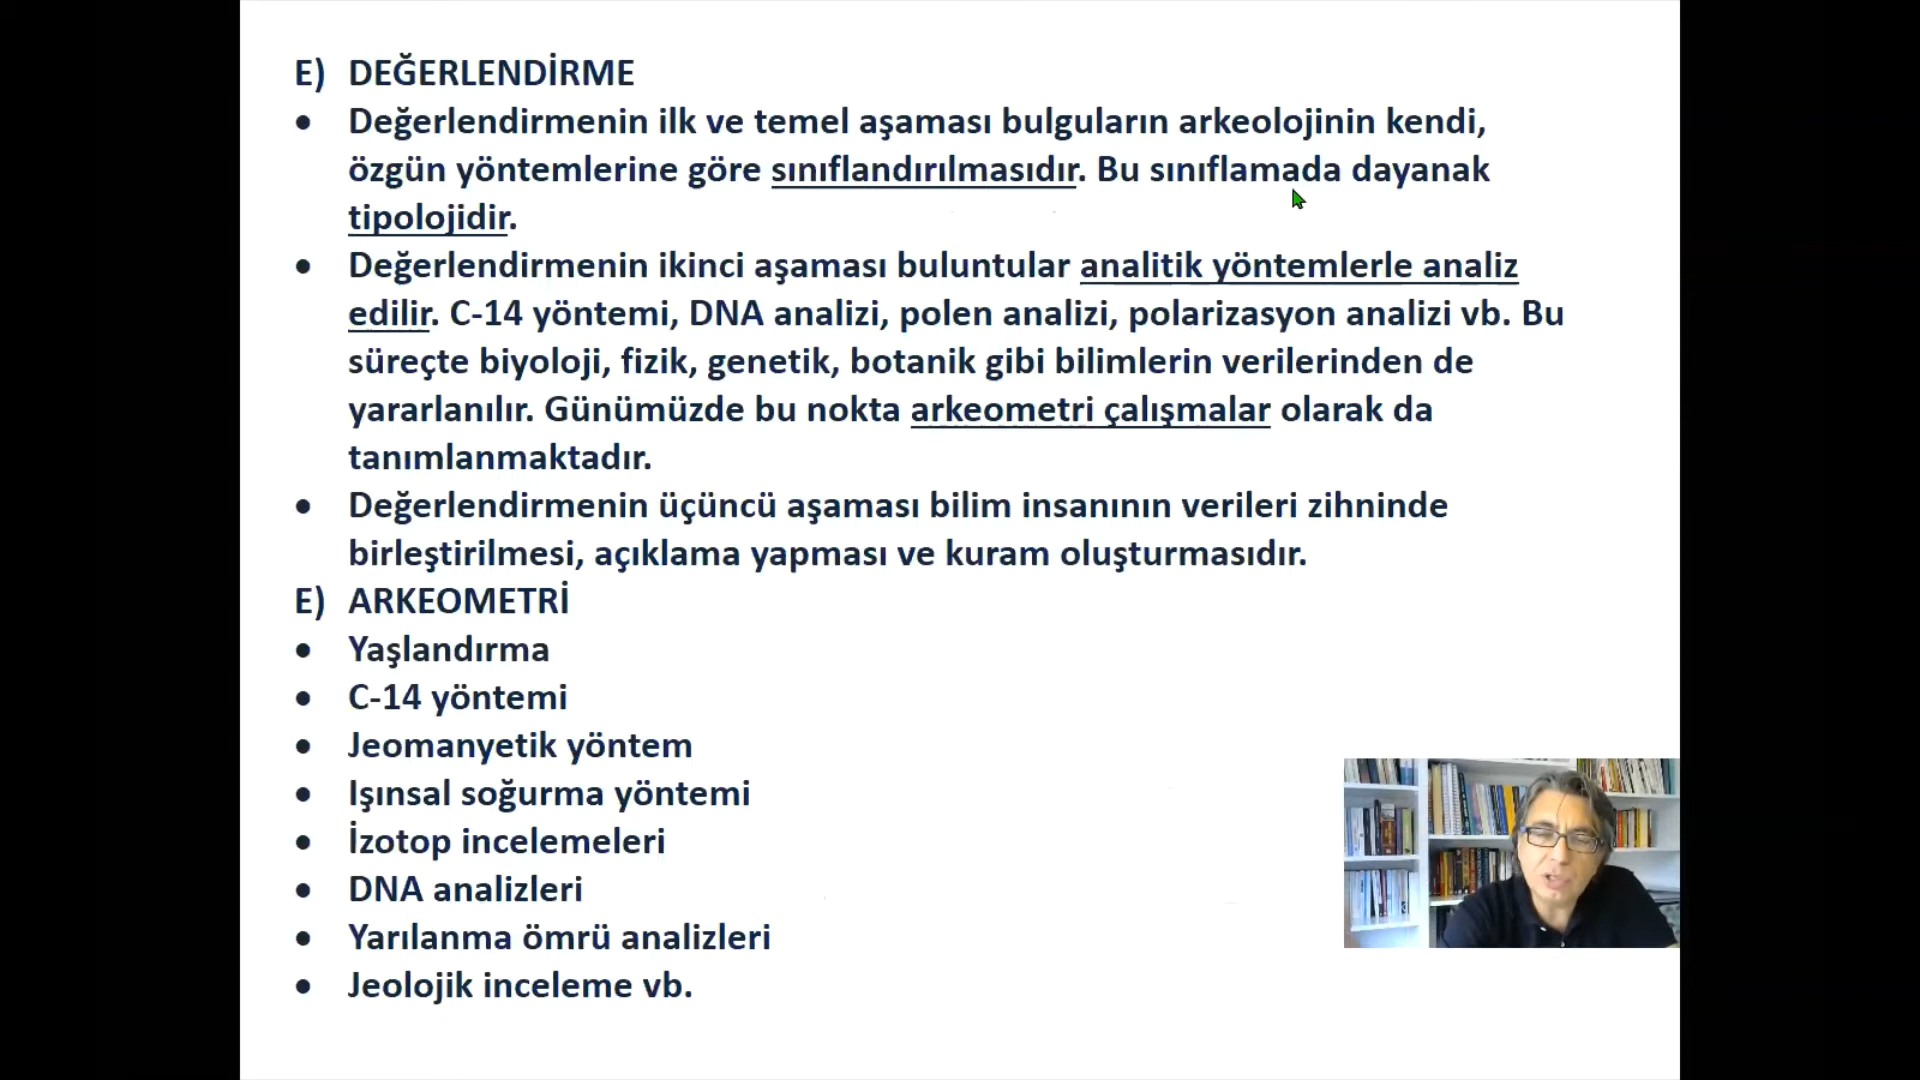 E) DEĞERLENDİRME
• Değerlendirmenin ilk ve temel aşaması bulguların arkeolojinin kendi,
özgün yöntemlerine göre sınıflandırılmasıdır. Bu sınıflamada dayanak
tipolojidir.
• Değerlendirmenin ikinci aşaması buluntular analitik yöntemlerle analiz
edilir. C-14 yöntemi, DNA analizi, polen analizi, polarizasyon analizi vb. Bu
süreçte biyoloji, fizik, genetik, botanik gibi bilimlerin verilerinden de
yararlanılır. Günümüzde bu nokta arkeometri çalışmalar olarak da
tanımlanmaktadır.
• Değerlendirmenin üçüncü aşaması bilim insanının verileri zihninde
birleştirilmesi, açıklama yapması ve kuram oluşturmasıdır.
E) ARKEOMETRİ
• Yaşlandırma
• C-14 yöntemi
• Jeomanyetik yöntem
• Işınsal soğurma yöntemi
• İzotop incelemeleri
• DNA analizleri
• Yarılanma ömrü analizleri
• Jeolojik inceleme vb.